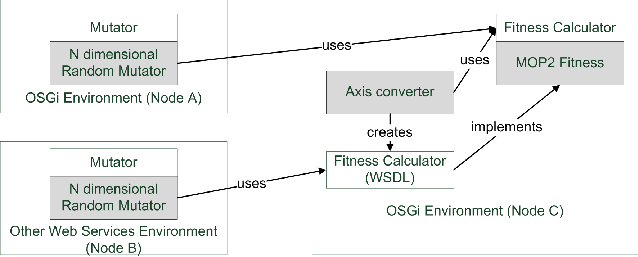 Mutator
N dimensional
Random Mutator
OSGi Environment (Node A)
uses
Fitness Calculator
MOP2 Fitness
uses
Axis converter
creates
implements
Fitness Calculator
(WSDL)
OSGi Environment (Node C)
Mutator
N dimensional
Random Mutator
uses
Other Web Services Environment
(Node B)